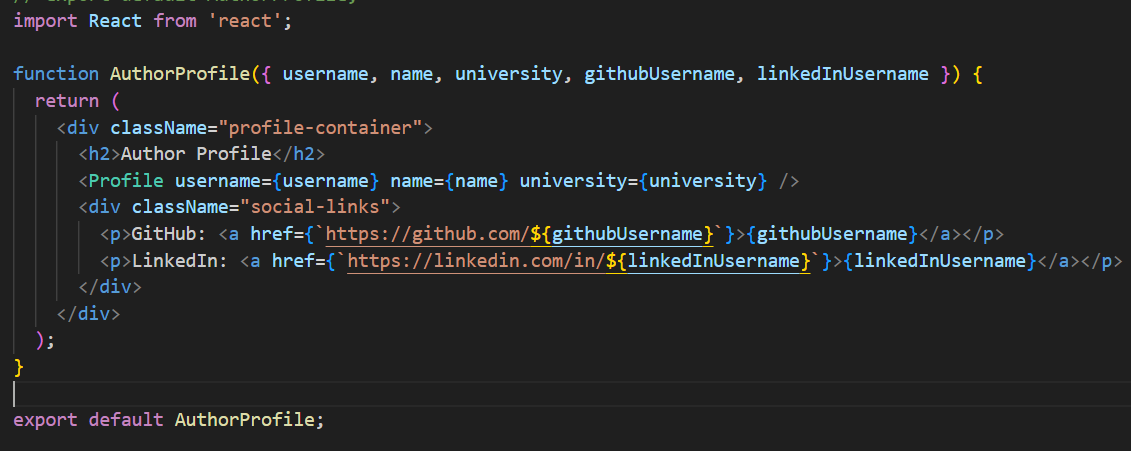 import React from 'react';
function AuthorProfile({ username, name, university, githubUsername, linkedInUsername }) {
  return (
    <div className="profile-container">
      <h2>Author Profile</h2>
      <Profile username={username} name={name} university={university} />
      <div className="social-links">
        <p>GitHub: <a href={`https://github.com/${githubUsername}`}>{githubUsername}</a></p>
        <p>LinkedIn: <a href={`https://linkedin.com/in/${linkedInUsername}`}>{linkedInUsername}</a></p>
      </div>
    </div>
  );
}
export default AuthorProfile;